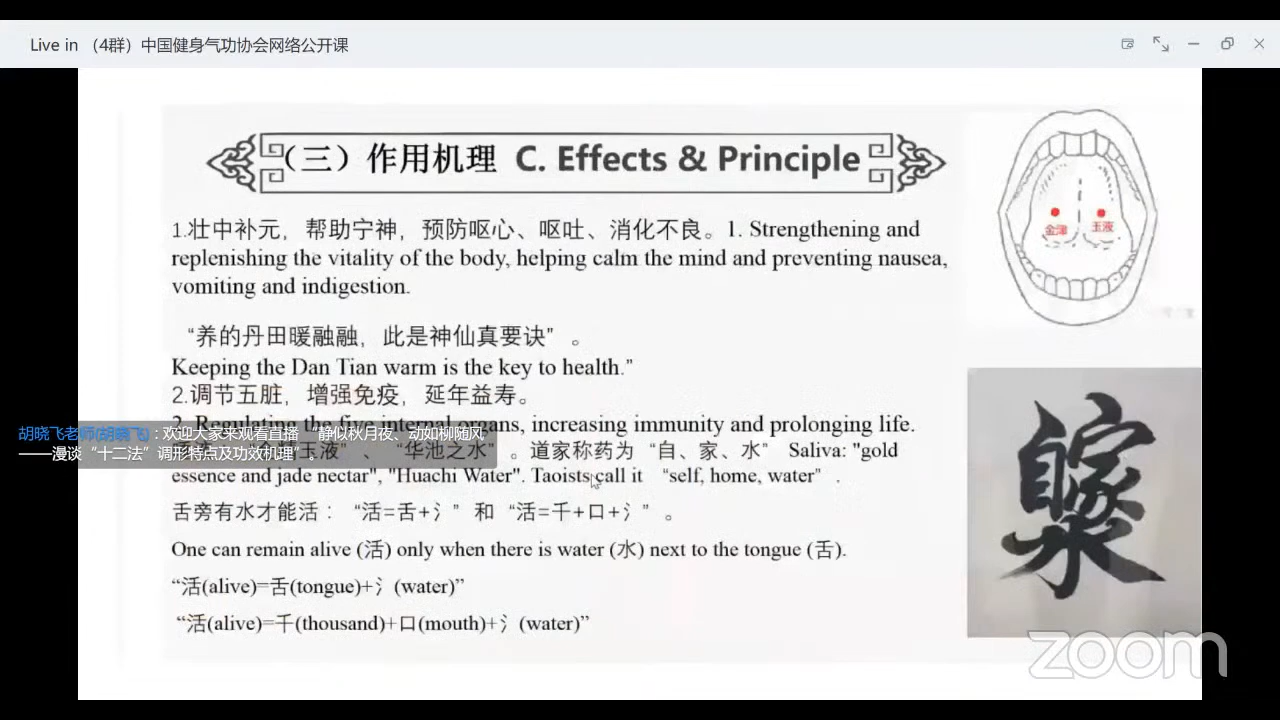 Live in （4群）中国健身气功协会网络公开课
（三）作用机理 C. Effects & Principle
1.壮中补元，帮助宁神，预防呕心、呕吐、消化不良。1. Strengthening and
replenishing the vitality of the body, helping calm the mind and preventing nausea,
vomiting and indigestion.
“养的丹田暖融融，此是神仙真要诀” 。
Keeping the Dan Tian warm is the key to health."
2.调节五脏，增强免疫，延年益寿。
2. Regulating the five internal organs, increasing immunity and prolonging life.
玉液”、“华池之水” 。道家称药为 “自、家、水” Saliva: "gold
essence and jade nectar", "Huachi Water". Taoists call it “self, home, water” .
舌旁有水才能活： “活=舌+氵” 和 “活=千+口+氵” 。
One can remain alive (活) only when there is water (水) next to the tongue (舌).
“活(alive)=舌(tongue)+氵(water)”
“活(alive)=千(thousand)+口(mouth)+氵(water)”
胡晓飞老师(胡晓飞)：欢迎大家来观看直播 “静似秋月夜、动如柳随风
——漫谈“十二法”调形特点及功效机理”。
金津 玉液
自家水
zoom